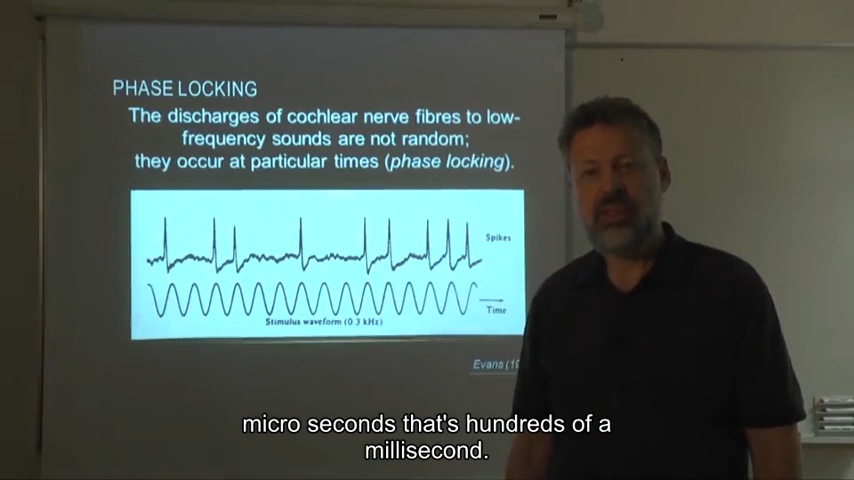 PHASE LOCKING
The discharges of cochlear nerve fibres to low-
frequency sounds are not random;
they occur at particular times (phase locking).
Spikes
Time
Stimulus waveform (0.3 kHz)
Evans
micro seconds that's hundreds of a
millisecond.